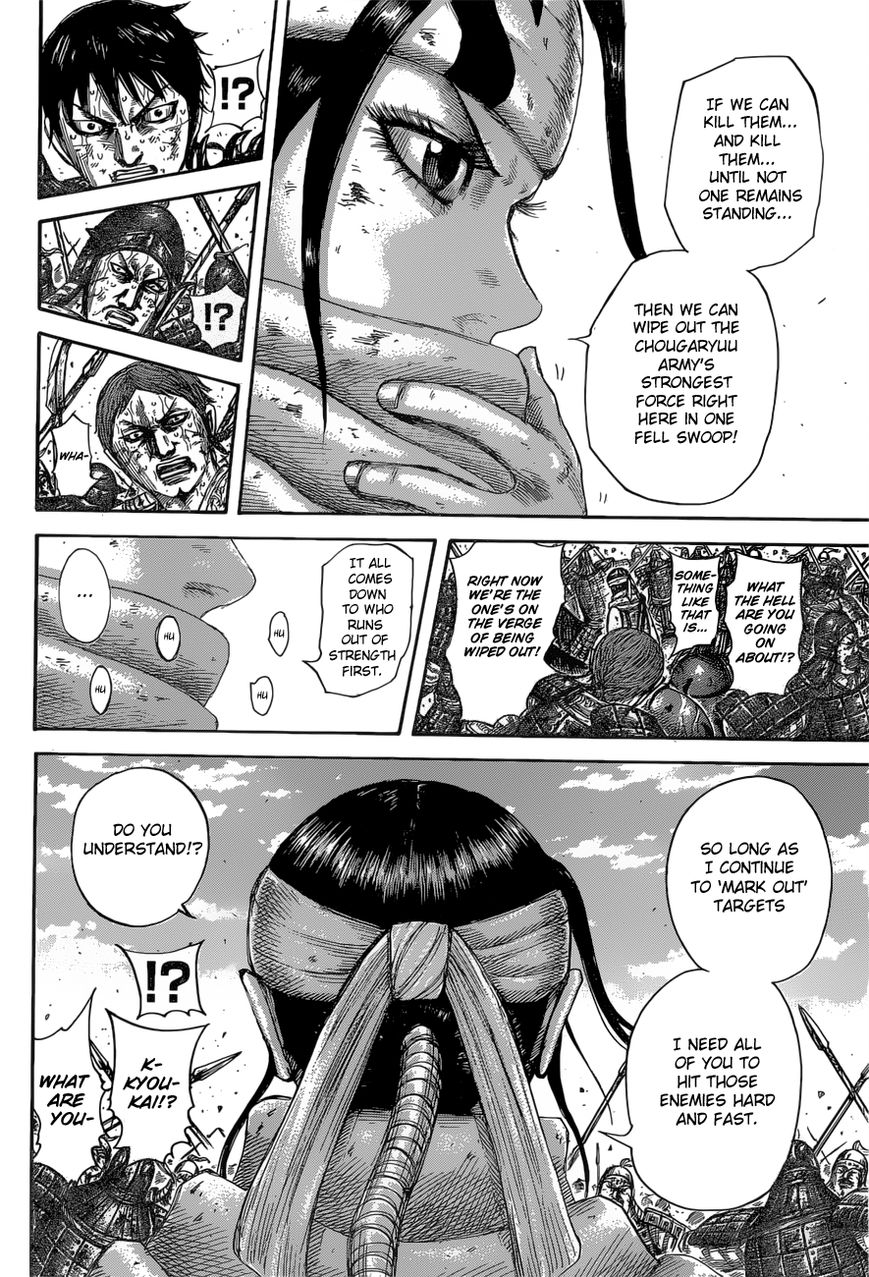 IF WE CAN
KILL THEM...
AND KILL
THEM...
UNTIL NOT
ONE REMAINS
STANDING...
THEN WE CAN
WIPE OUT THE
CHOUGARYUU
ARMY'S
STRONGEST
FORCE RIGHT
HERE IN ONE
FELL SWOOP!
!?
!?
WHA-
WHAT
THE HELL
ARE YOU
GOING
ON
ABOUT!?
SOME-
THING
LIKE
THAT
IS...
RIGHT NOW
WE'RE THE
ONE'S ON
THE VERGE
OF BEING
WIPED OUT!
IT ALL
COMES
DOWN
TO WHO
RUNS
OUT OF
STRENGTH
FIRST.
HU
HU
HU
...
SO LONG AS
I CONTINUE
TO 'MARK OUT'
TARGETS
I NEED ALL
OF YOU TO
HIT THOSE
ENEMIES HARD
AND FAST.
DO YOU
UNDERSTAND!?
!?
K-
KYOU-
KAI!?
WHAT
ARE
YOU-